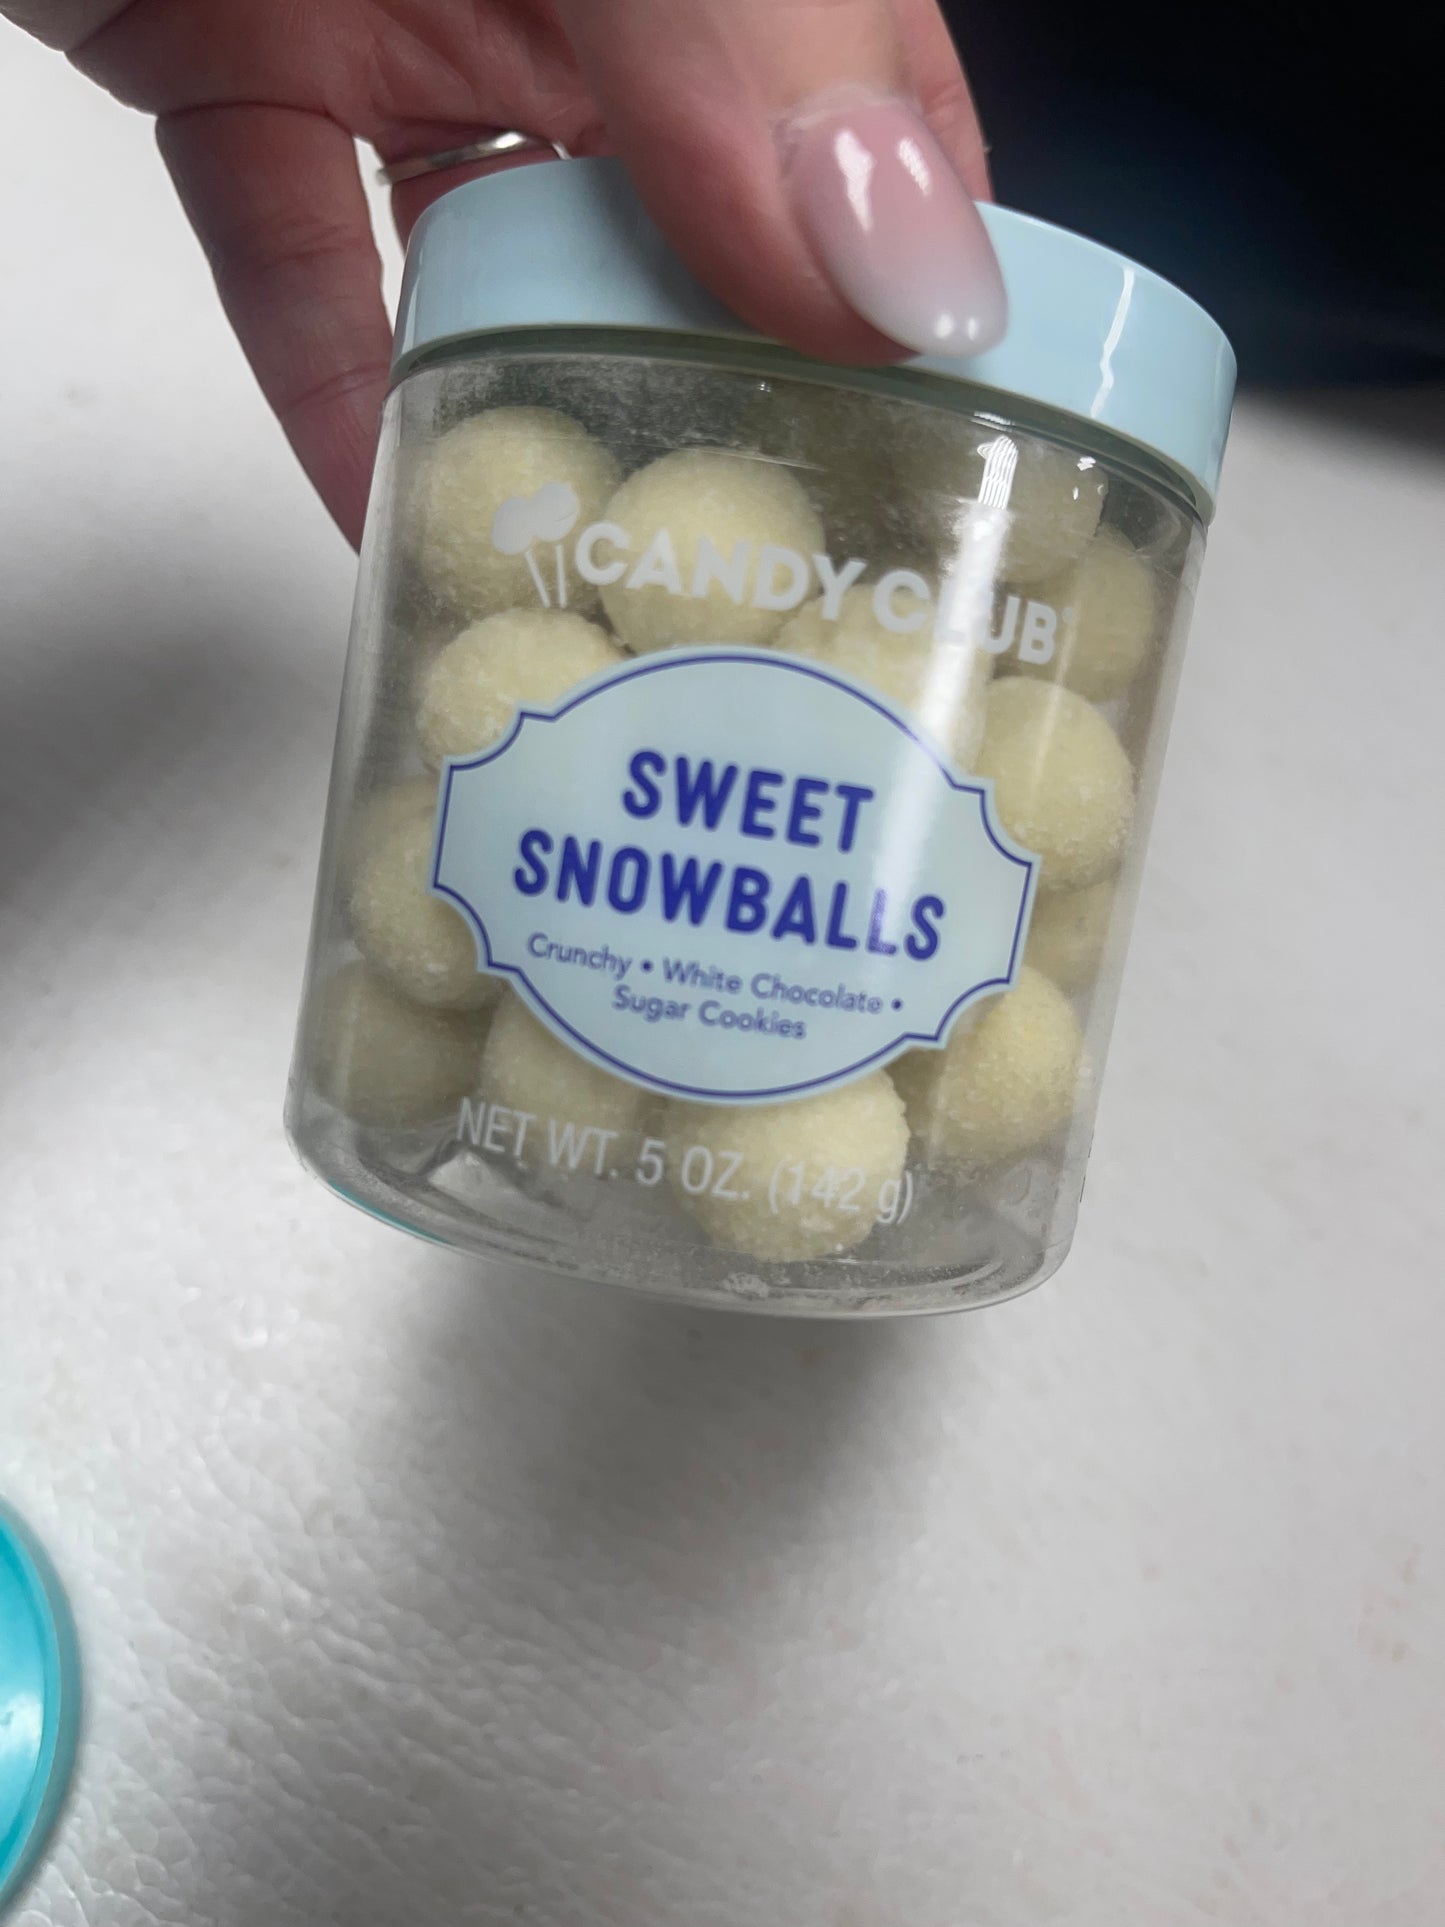 CANDY CLUB®
SWEET
SNOWBALLS
Crunchy • White Chocolate •
Sugar Cookies
NET WT. 5 OZ. (142 g)